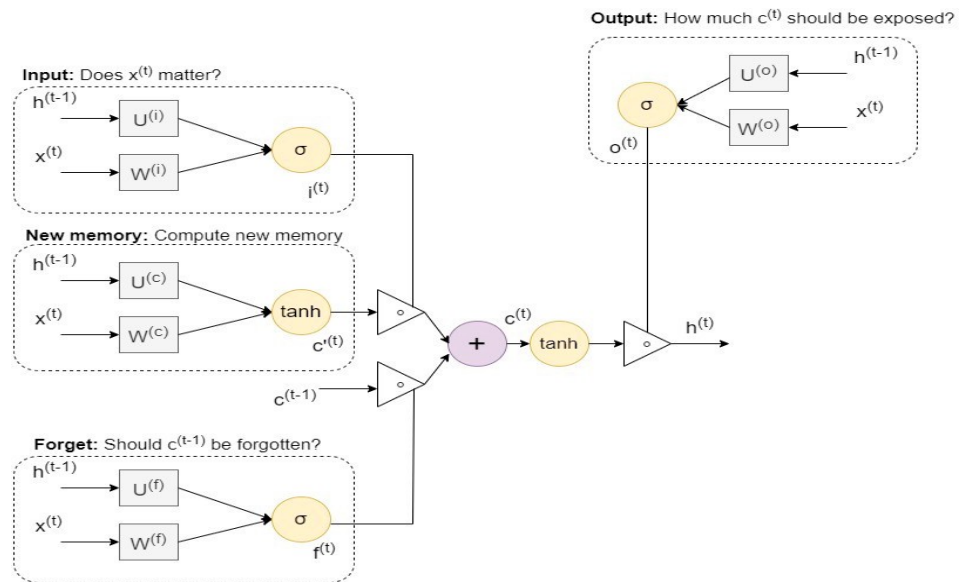 Output: How much c(t) should be exposed?
h(t-1)
U(o)
σ
W(o)
x(t)
o(t)
Input: Does x(t) matter?
h(t-1)
U(i)
σ
x(t)
W(i)
i(t)
New memory: Compute new memory
h(t-1)
U(c)
tanh
x(t)
W(c)
c'(t)
∘
+
c(t)
tanh
∘
h(t)
c(t-1)
∘
Forget: Should c(t-1) be forgotten?
h(t-1)
U(f)
σ
x(t)
W(f)
f(t)